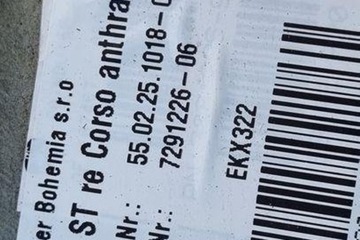 er Bohemia s.r.o
ST re Corso anthra
Nr.: 55.02.25.1018-0
Nr.: 7291226-06
EKX322